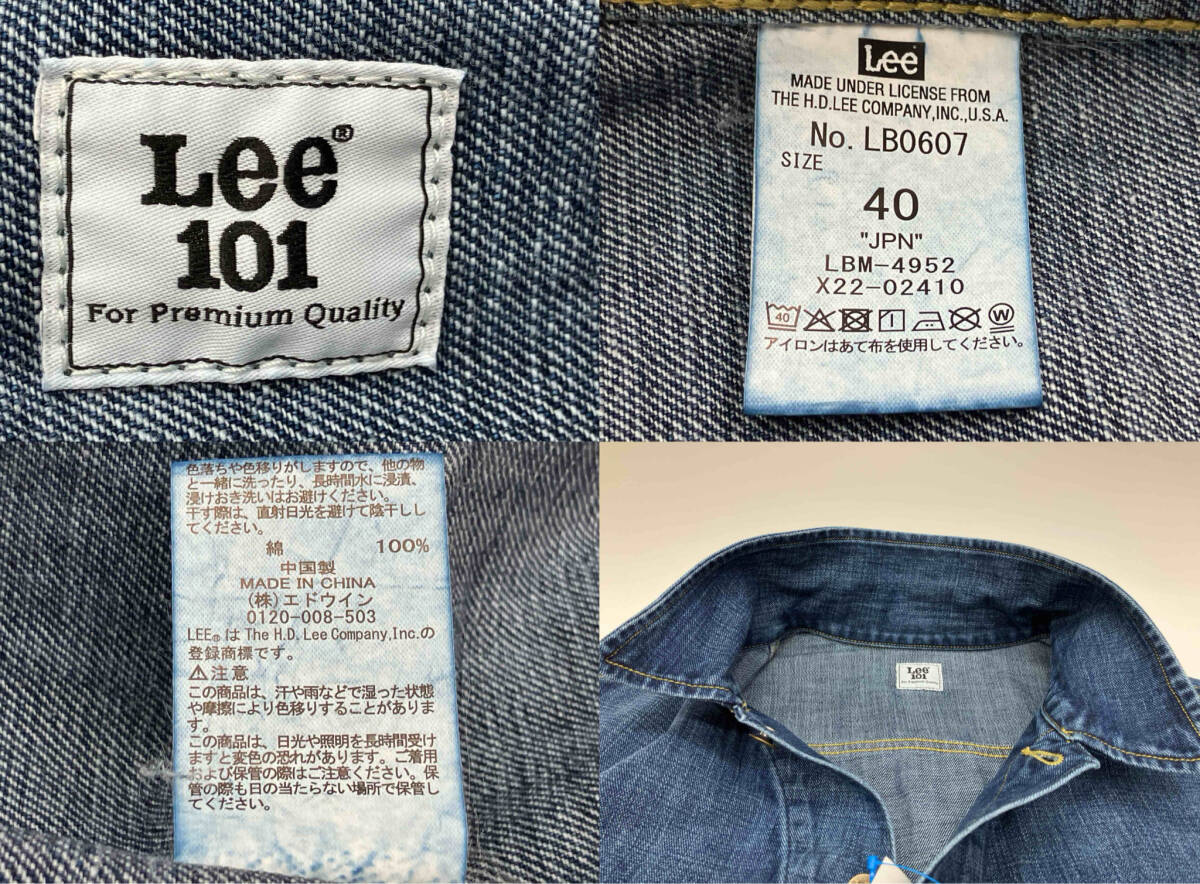 Lee®
101
For Premium Quality
Lee
MADE UNDER LICENSE FROM
THE H.D.LEE COMPANY,INC.,U.S.A.
No. LB0607
SIZE
40
"JPN"
LBM-4952
X22-02410
40
W
アイロンはあて布を使用してください。
色落ちや色移りがしますので、他の物
と一緒に洗ったり、長時間水に浸漬、
浸けおき洗いはお避けください。
干す際は、直射日光を避けて陰干しし
てください。
綿 100%
中国製
MADE IN CHINA
(株)エドウイン
0120-008-503
LEE®は The H.D. Lee Company,Inc.の
登録商標です。
⚠注意
この商品は、汗や雨などで湿った状態
や摩擦により色移りすることがありま
す。
この商品は、日光や照明を長時間受け
ますと変色の恐れがあります。ご着用
および保管の際はご注意ください。保
管の際も日の当たらない場所で保管し
てください。
Lee®
101
For Premium Quality